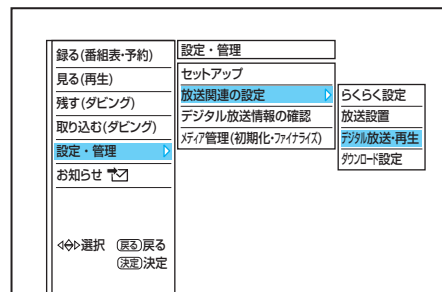 録る(番組表･予約)
見る(再生)
残す(ダビング)
取り込む(ダビング)
設定・管理
お知らせ
選択 戻る戻る
決定決定
設定・管理
セットアップ
放送関連の設定
デジタル放送情報の確認
ﾒﾃﾞｨｱ管理(初期化･ﾌｧｲﾅﾗｲｽﾞ)
らくらく設定
放送設置
ﾃﾞｼﾞﾀﾙ放送･再生
ﾀﾞｳﾝﾛｰﾄﾞ設定